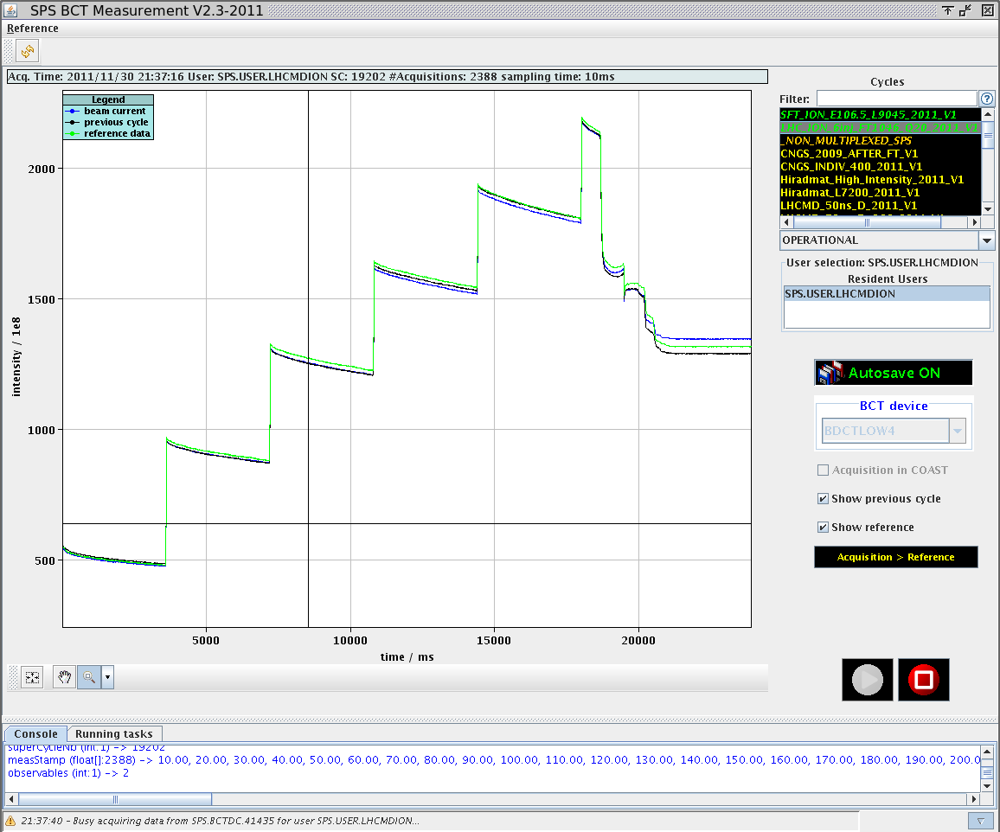 SPS BCT Measurement V2.3-2011
Reference
Acq. Time: 2011/11/30 21:37:16 User: SPS.USER.LHCMDION SC: 19202 #Acquisitions: 2388 sampling time: 10ms
Legend
beam current
previous cycle
reference data
2000
1500
1000
500
intensity / 1e8
5000
10000
15000
20000
time / ms
Cycles
Filter:
?
SFT_ION_E106.5_L9045_2011_V1
LHC_ION_6inj_FT1046_Q20_2011_V1
_NON_MULTIPLEXED_SPS
CNGS_2009_AFTER_FT_V1
CNGS_INDIV_400_2011_V1
Hiradmat_High_Intensity_2011_V1
Hiradmat_L7200_2011_V1
LHCMD_50ns_D_2011_V1
OPERATIONAL
User selection: SPS.USER.LHCMDION
Resident Users
SPS.USER.LHCMDION
Autosave ON
BCT device
BDCTLOW4
Acquisition in COAST
Show previous cycle
Show reference
Acquisition > Reference
Console
Running tasks
superCycleNb (int:1) -> 19202
measStamp (float[]:2388) -> 10.00, 20.00, 30.00, 40.00, 50.00, 60.00, 70.00, 80.00, 90.00, 100.00, 110.00, 120.00, 130.00, 140.00, 150.00, 160.00, 170.00, 180.00, 190.00, 200.0
observables (int:1) -> 2
21:37:40 - Busy acquiring data from SPS.BCTDC.41435 for user SPS.USER.LHCMDION...